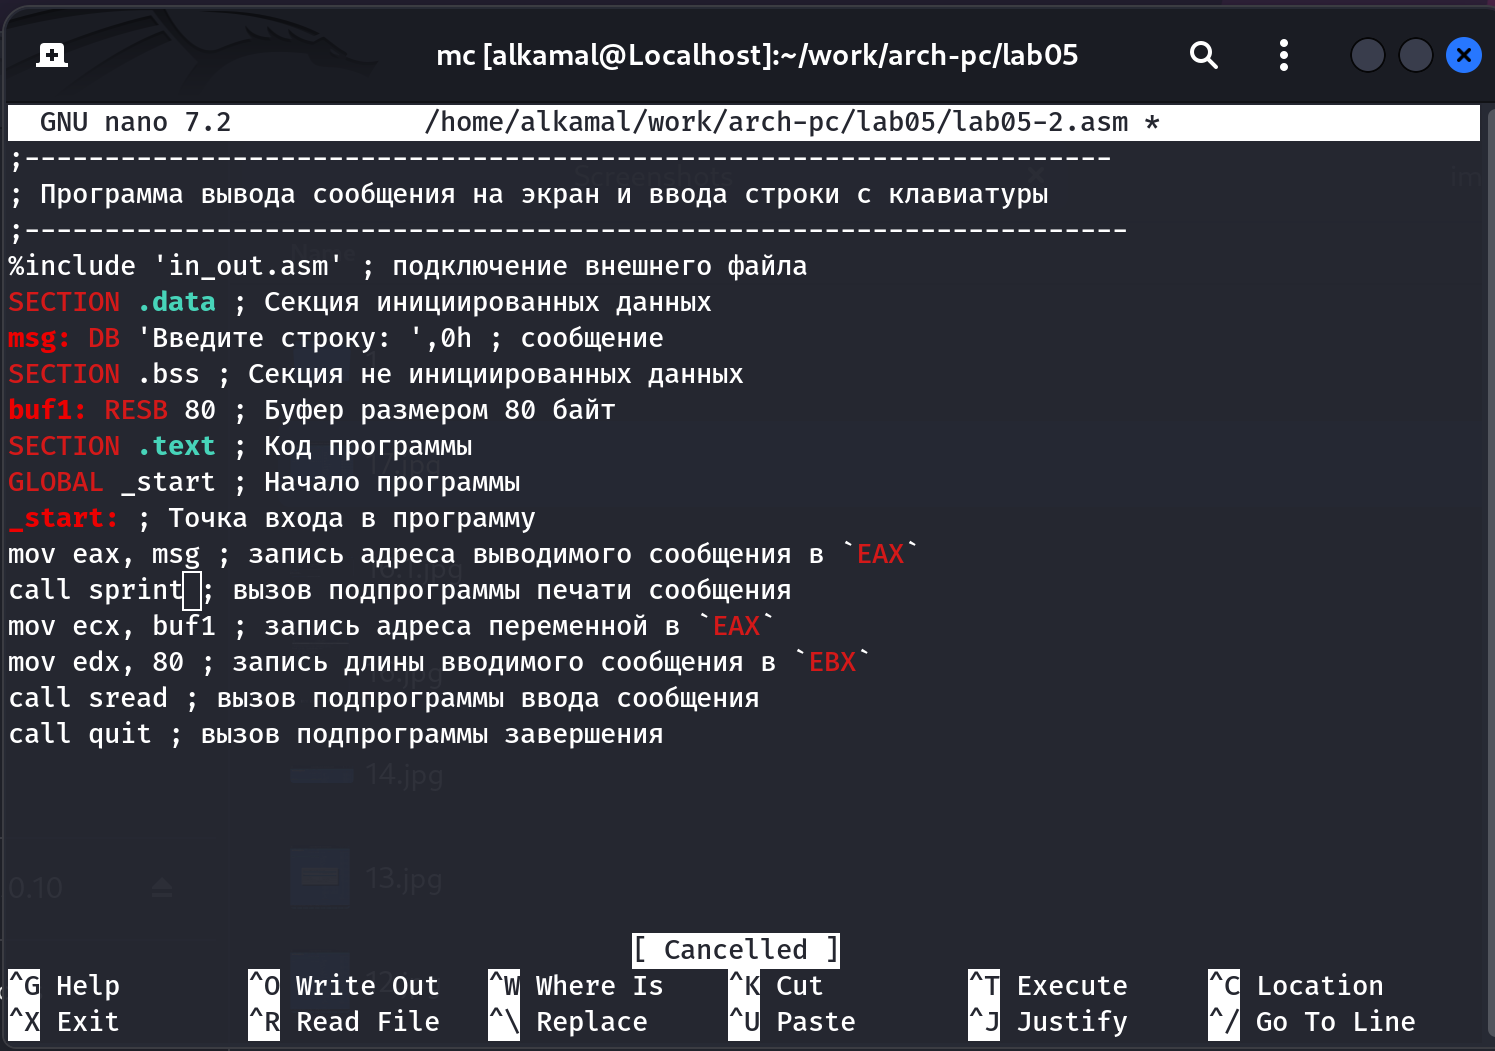 mc [alkamal@Localhost]:~/work/arch-pc/lab05
GNU nano 7.2 /home/alkamal/work/arch-pc/lab05/lab05-2.asm *
;--------------------------------------------------------------------
; Программа вывода сообщения на экран и ввода строки с клавиатуры
;---------------------------------------------------------------------
%include 'in_out.asm' ; подключение внешнего файла
SECTION .data ; Секция инициированных данных
msg: DB 'Введите строку: ',0h ; сообщение
SECTION .bss ; Секция не инициированных данных
buf1: RESB 80 ; Буфер размером 80 байт
SECTION .text ; Код программы
GLOBAL _start ; Начало программы
_start: ; Точка входа в программу
mov eax, msg ; запись адреса выводимого сообщения в `EAX`
call sprint ; вызов подпрограммы печати сообщения
mov ecx, buf1 ; запись адреса переменной в `EAX`
mov edx, 80 ; запись длины вводимого сообщения в `EBX`
call sread ; вызов подпрограммы ввода сообщения
call quit ; вызов подпрограммы завершения
14.jpg
13.jpg
0.10
[ Cancelled ]
^G Help ^O Write Out ^W Where Is ^K Cut ^T Execute ^C Location
^X Exit ^R Read File ^\ Replace ^U Paste ^J Justify ^/ Go To Line